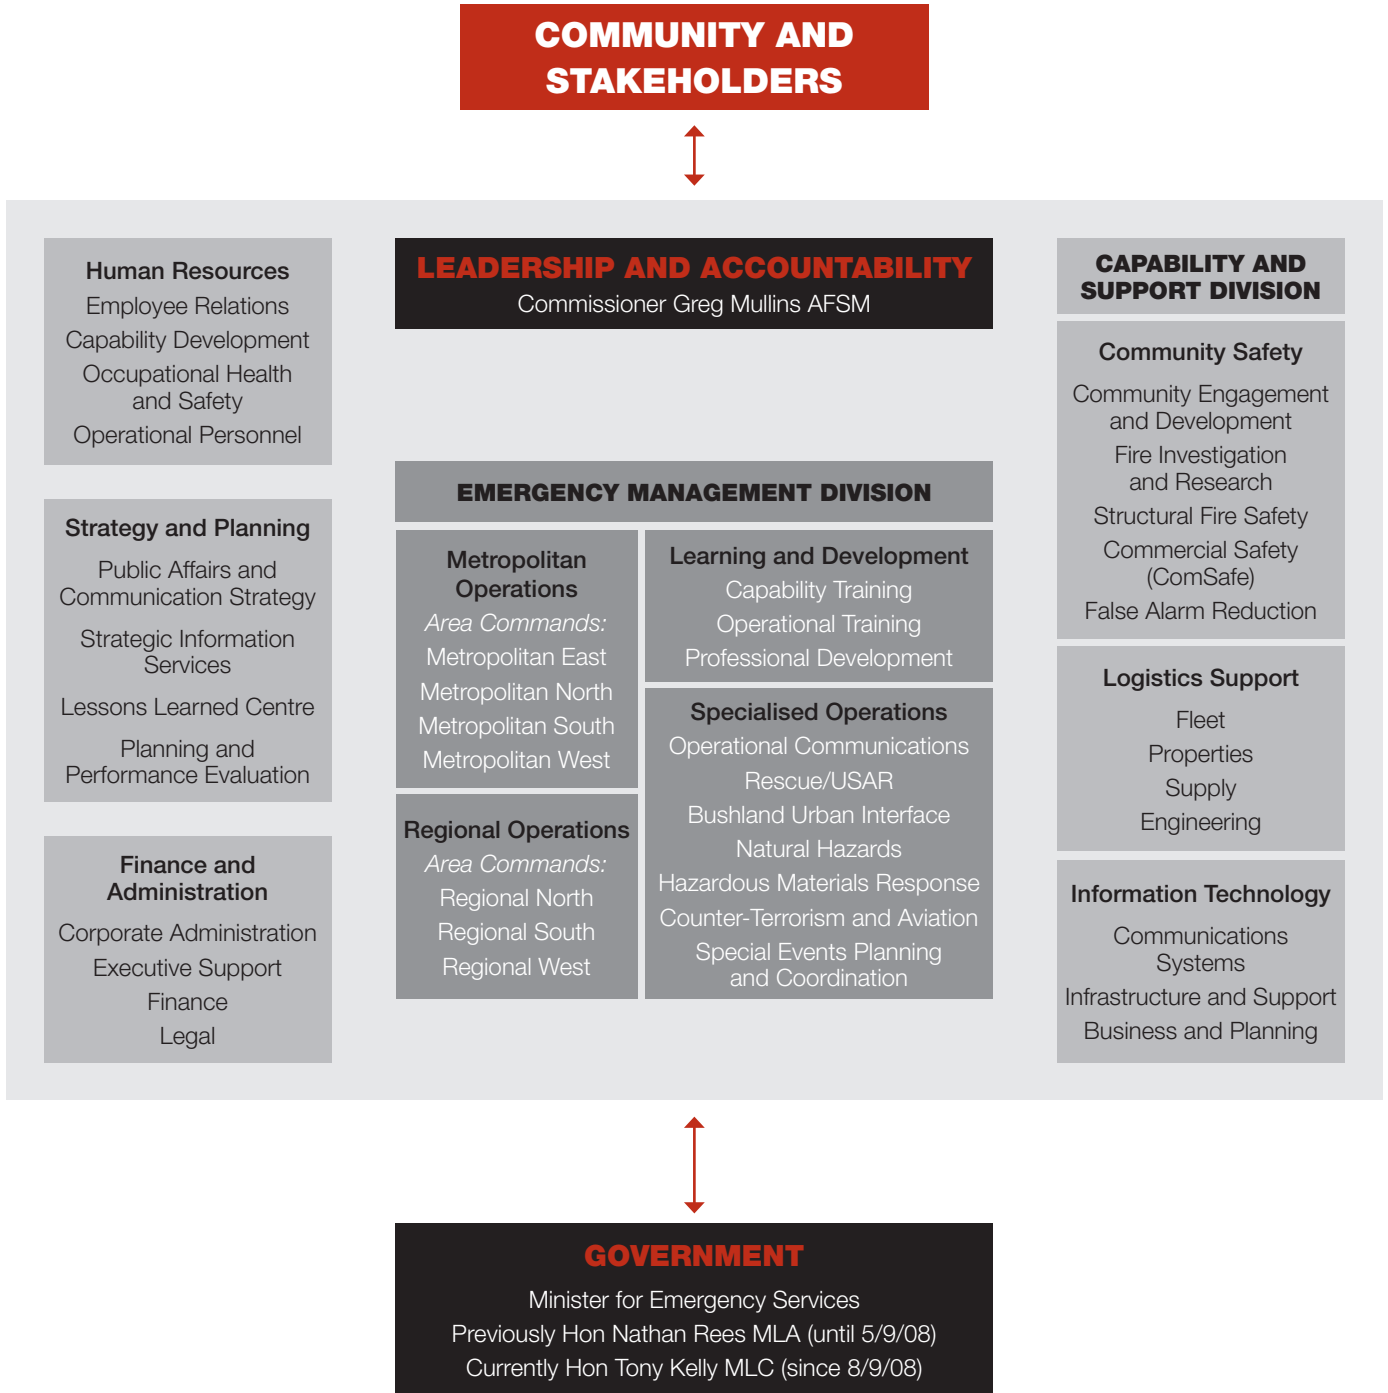 COMMUNITY AND
STAKEHOLDERS
Human Resources
Employee Relations
Capability Development
Occupational Health
and Safety
Operational Personnel
Strategy and Planning
Public Affairs and
Communication Strategy
Strategic Information
Services
Lessons Learned Centre
Planning and
Performance Evaluation
Finance and
Administration
Corporate Administration
Executive Support
Finance
Legal
LEADERSHIP AND ACCOUNTABILITY
Commissioner Greg Mullins AFSM
EMERGENCY MANAGEMENT DIVISION
Metropolitan
Operations
Area Commands:
Metropolitan East
Metropolitan North
Metropolitan South
Metropolitan West
Regional Operations
Area Commands:
Regional North
Regional South
Regional West
Learning and Development
Capability Training
Operational Training
Professional Development
Specialised Operations
Operational Communications
Rescue/USAR
Bushland Urban Interface
Natural Hazards
Hazardous Materials Response
Counter-Terrorism and Aviation
Special Events Planning
and Coordination
CAPABILITY AND
SUPPORT DIVISION
Community Safety
Community Engagement
and Development
Fire Investigation
and Research
Structural Fire Safety
Commercial Safety
(ComSafe)
False Alarm Reduction
Logistics Support
Fleet
Properties
Supply
Engineering
Information Technology
Communications
Systems
Infrastructure and Support
Business and Planning
GOVERNMENT
Minister for Emergency Services
Previously Hon Nathan Rees MLA (until 5/9/08)
Currently Hon Tony Kelly MLC (since 8/9/08)